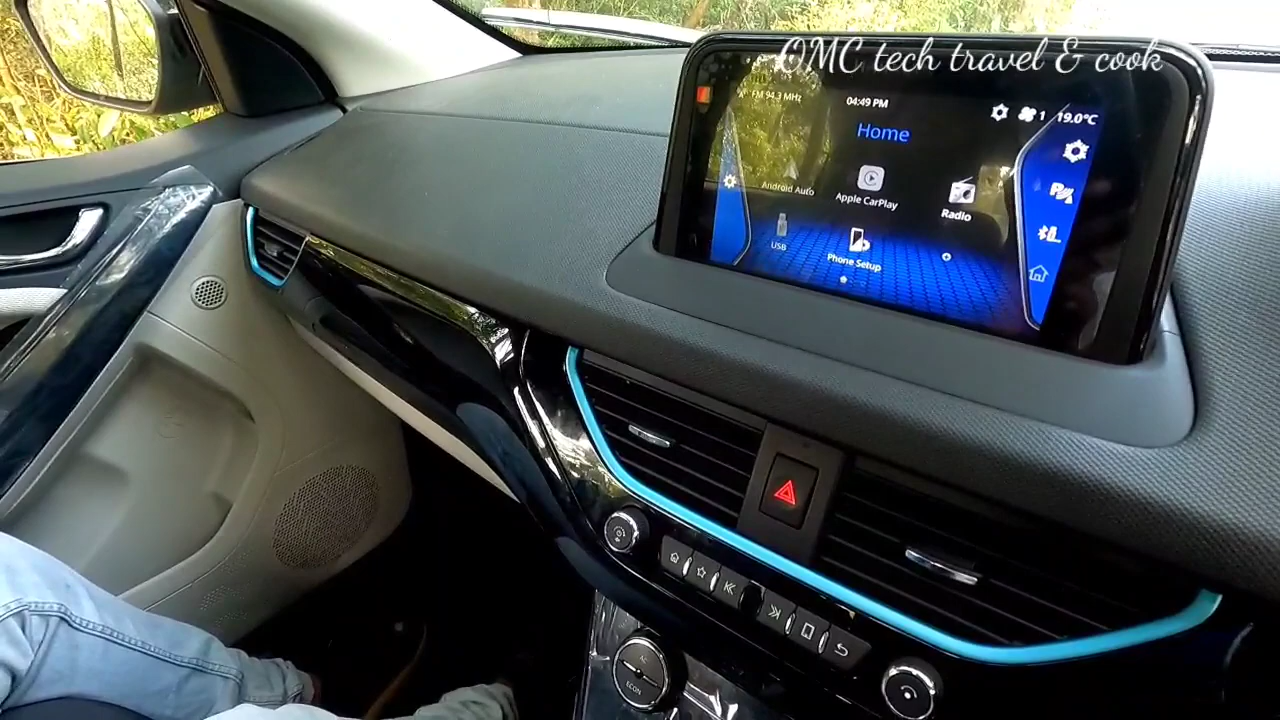 OMC tech travel & cook
FM 94.3 MHz
04:49 PM
1 19.0°C
Home
Android Auto
Apple CarPlay
Radio
USB
Phone Setup
AC
ECON